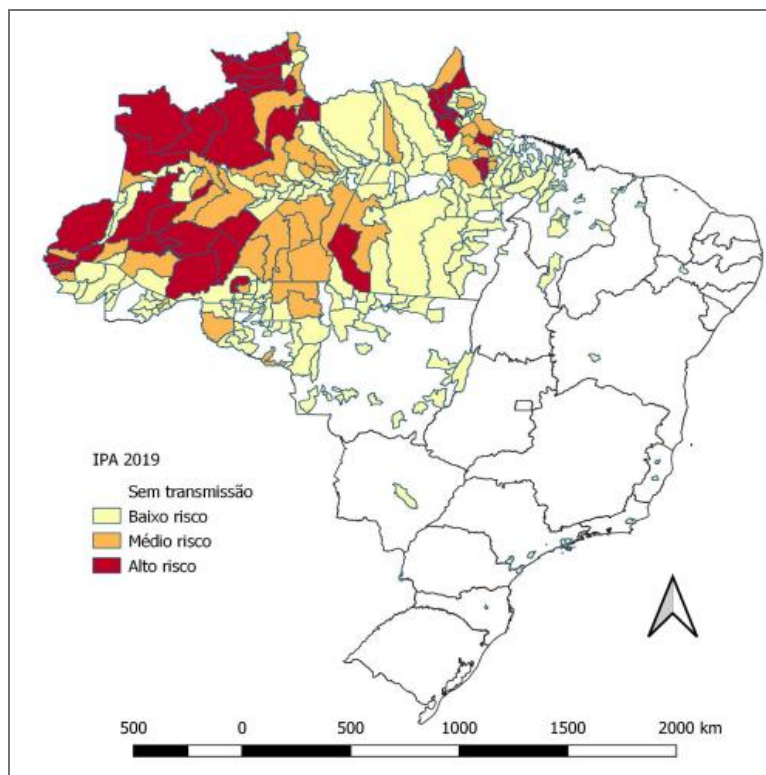 IPA 2019
Sem transmissão
Baixo risco
Médio risco
Alto risco
500 0 500 1000 1500 2000 km